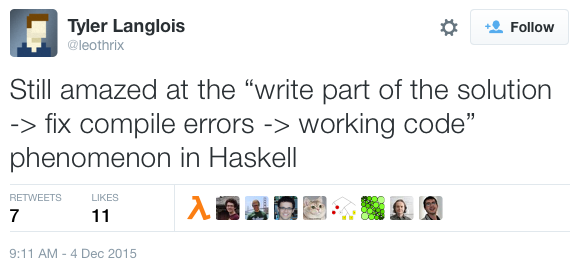 Tyler Langlois
@leothrix
Follow
Still amazed at the “write part of the solution
-> fix compile errors -> working code”
phenomenon in Haskell
RETWEETS LIKES
7 11
9:11 AM - 4 Dec 2015